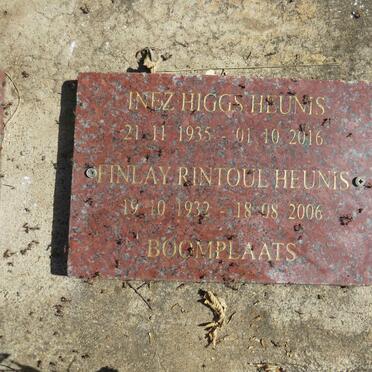 INEZ HIGGS HEUNIS
21 11 1935 - 01 10 2016
FINLAY RINTOUL HEUNIS
19 10 1932 - 18 08 2006
BOOMPLAATS